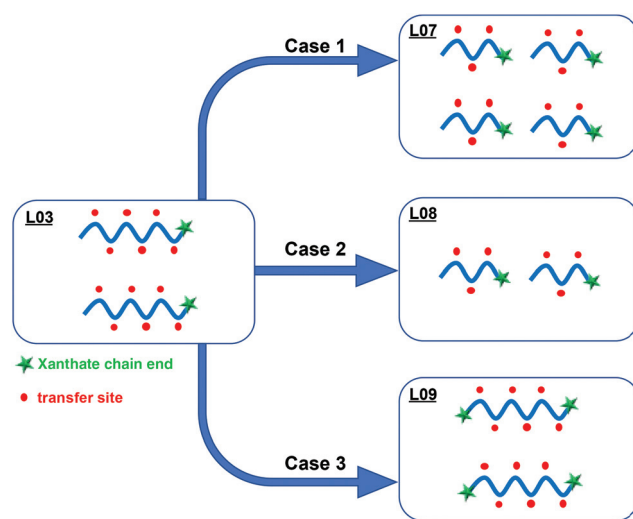 Case 1
L07
L03
Case 2
L08
Xanthate chain end
transfer site
L09
Case 3